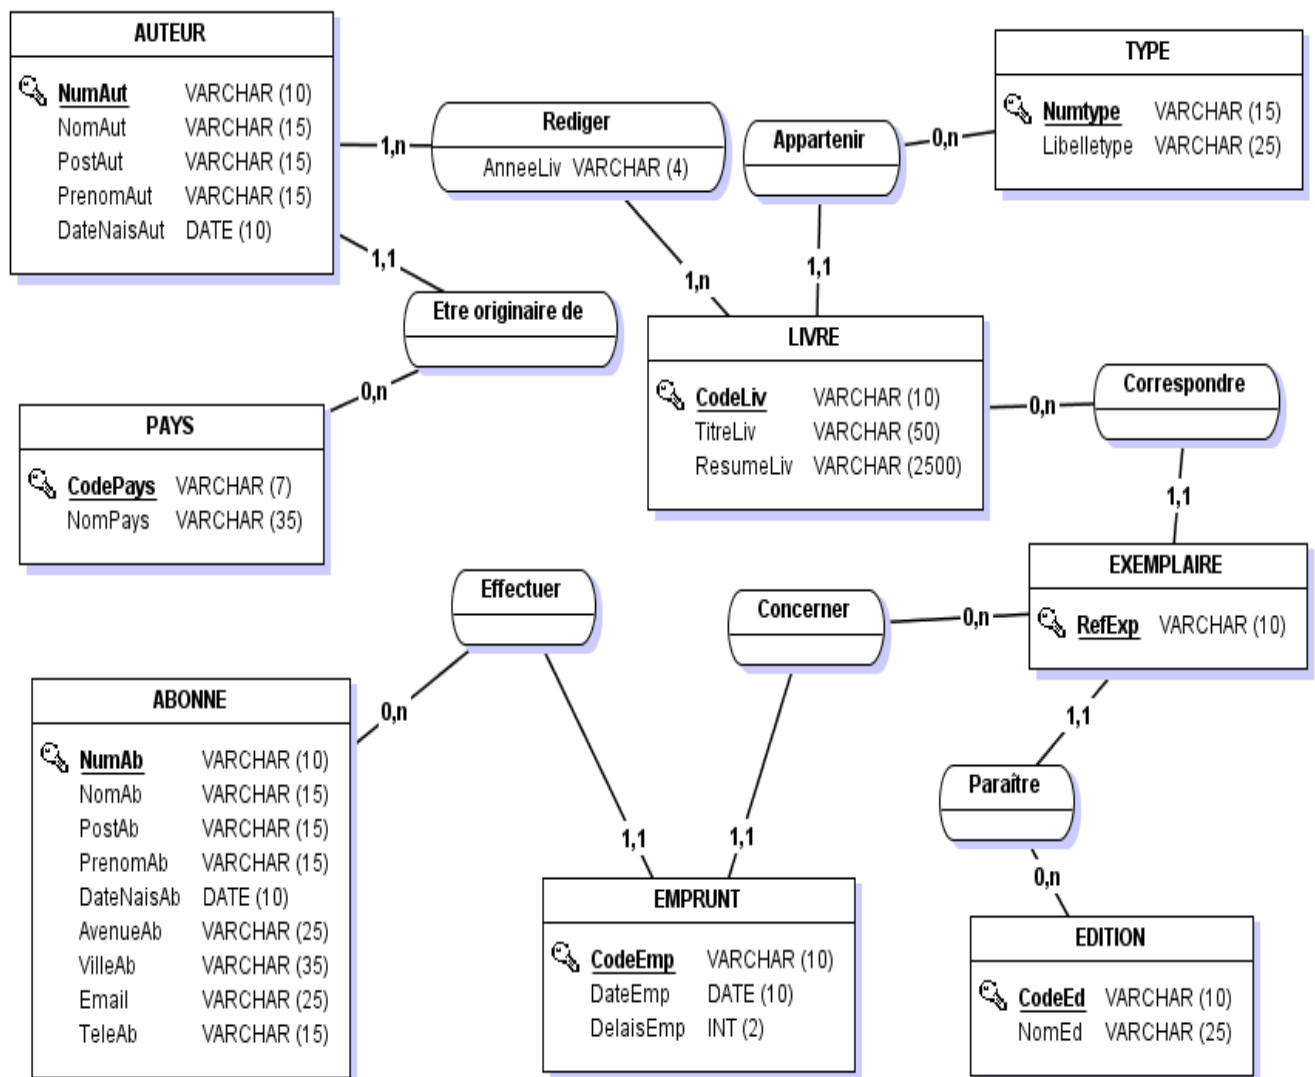 AUTEUR
NumAut VARCHAR (10)
NomAut VARCHAR (15)
PostAut VARCHAR (15)
PrenomAut VARCHAR (15)
DateNaisAut DATE (10)
1,n
Rediger
AnneeLiv VARCHAR (4)
1,n
Appartenir
0,n
1,1
TYPE
Numtype VARCHAR (15)
Libelletype VARCHAR (25)
1,1
Etre originaire de
0,n
PAYS
CodePays VARCHAR (7)
NomPays VARCHAR (35)
LIVRE
CodeLiv VARCHAR (10)
TitreLiv VARCHAR (50)
ResumeLiv VARCHAR (2500)
0,n
Correspondre
1,1
EXEMPLAIRE
RefExp VARCHAR (10)
Effectuer
0,n
1,1
Concerner
0,n
1,1
ABONNE
NumAb VARCHAR (10)
NomAb VARCHAR (15)
PostAb VARCHAR (15)
PrenomAb VARCHAR (15)
DateNaisAb DATE (10)
AvenueAb VARCHAR (25)
VilleAb VARCHAR (35)
Email VARCHAR (25)
TeleAb VARCHAR (15)
EMPRUNT
CodeEmp VARCHAR (10)
DateEmp DATE (10)
DelaisEmp INT (2)
1,1
Paraître
0,n
EDITION
CodeEd VARCHAR (10)
NomEd VARCHAR (25)